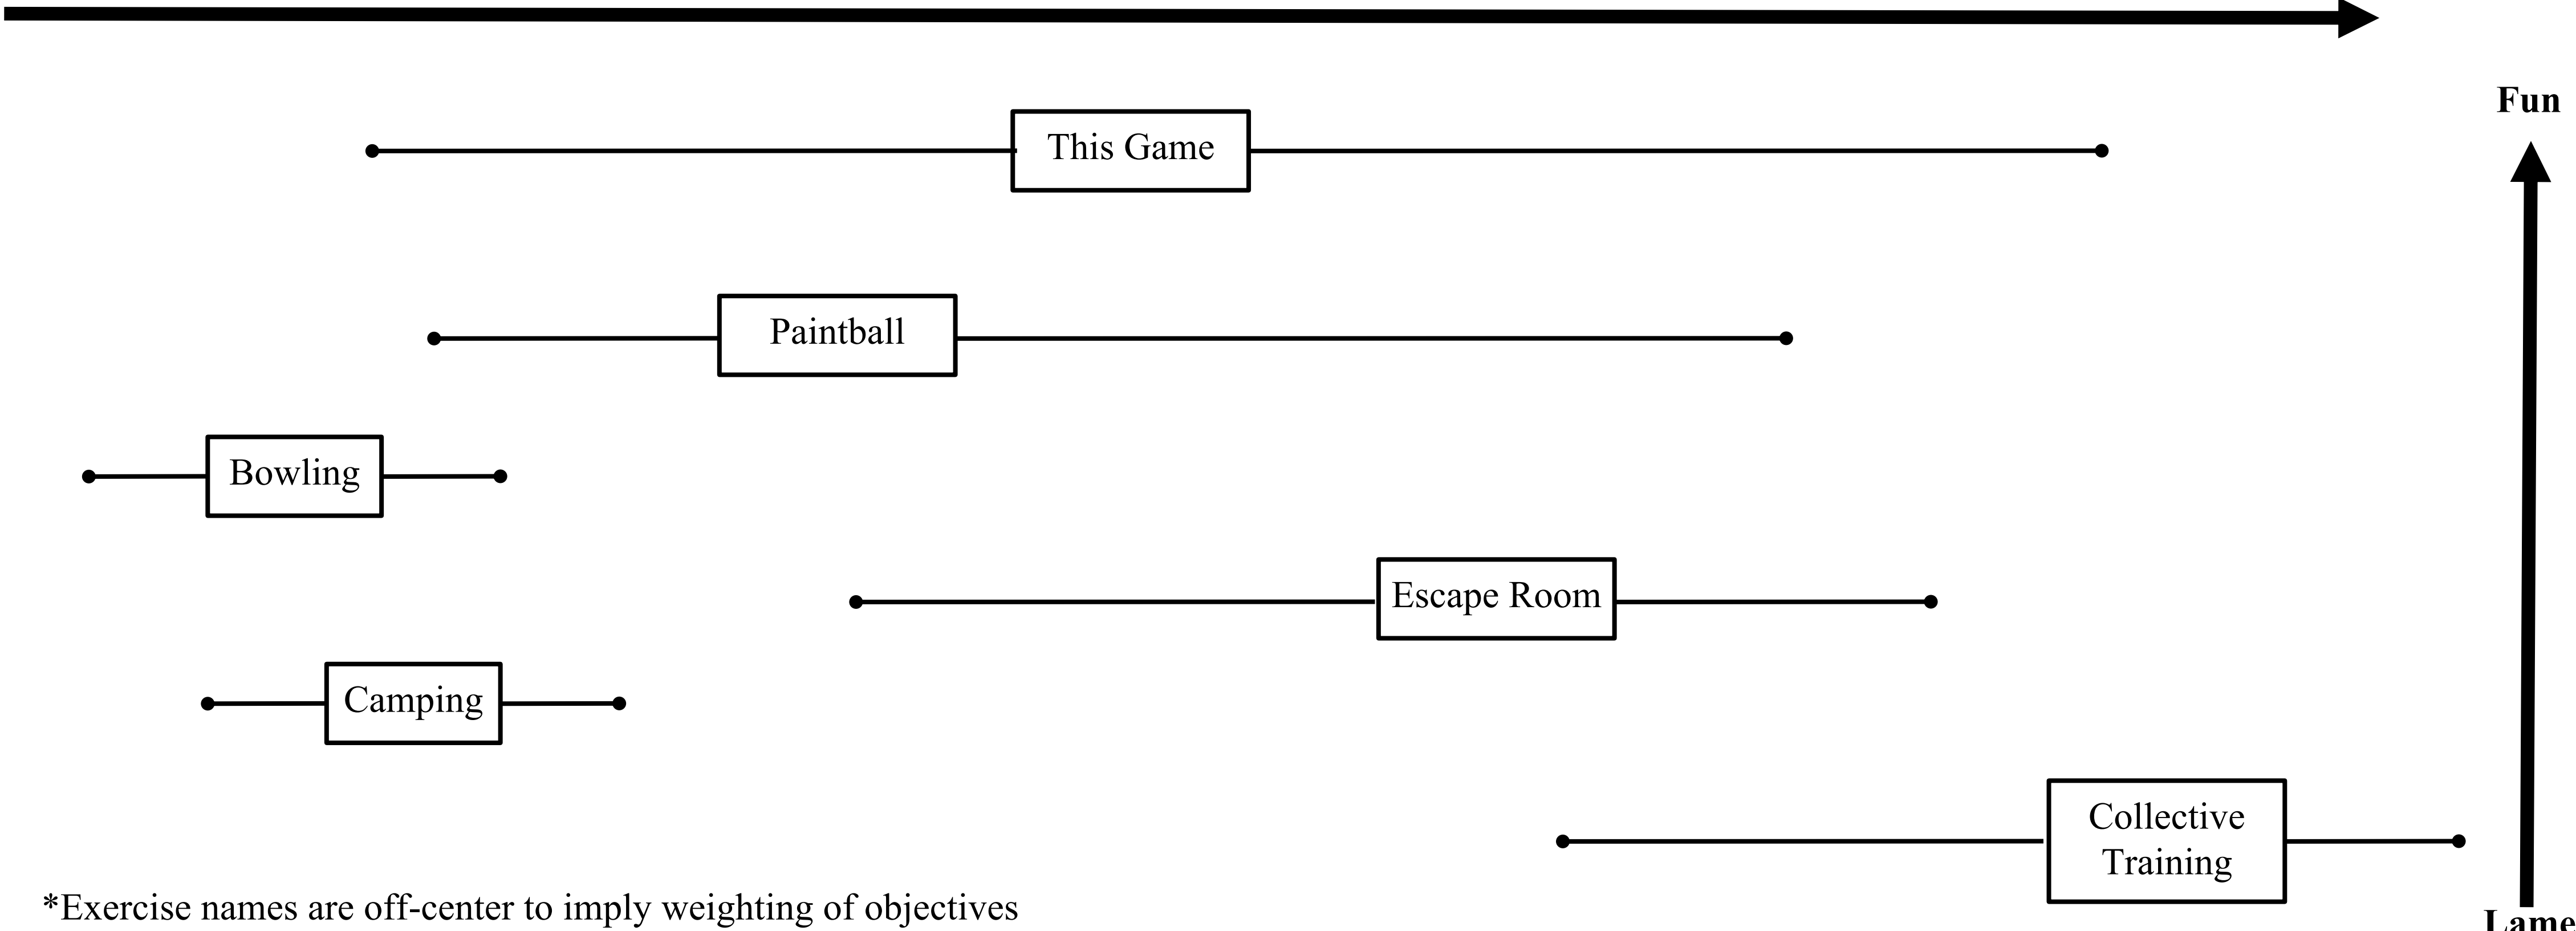 Fun
This Game
Paintball
Bowling
Escape Room
Camping
Collective
Training
*Exercise names are off-center to imply weighting of objectives
Lame